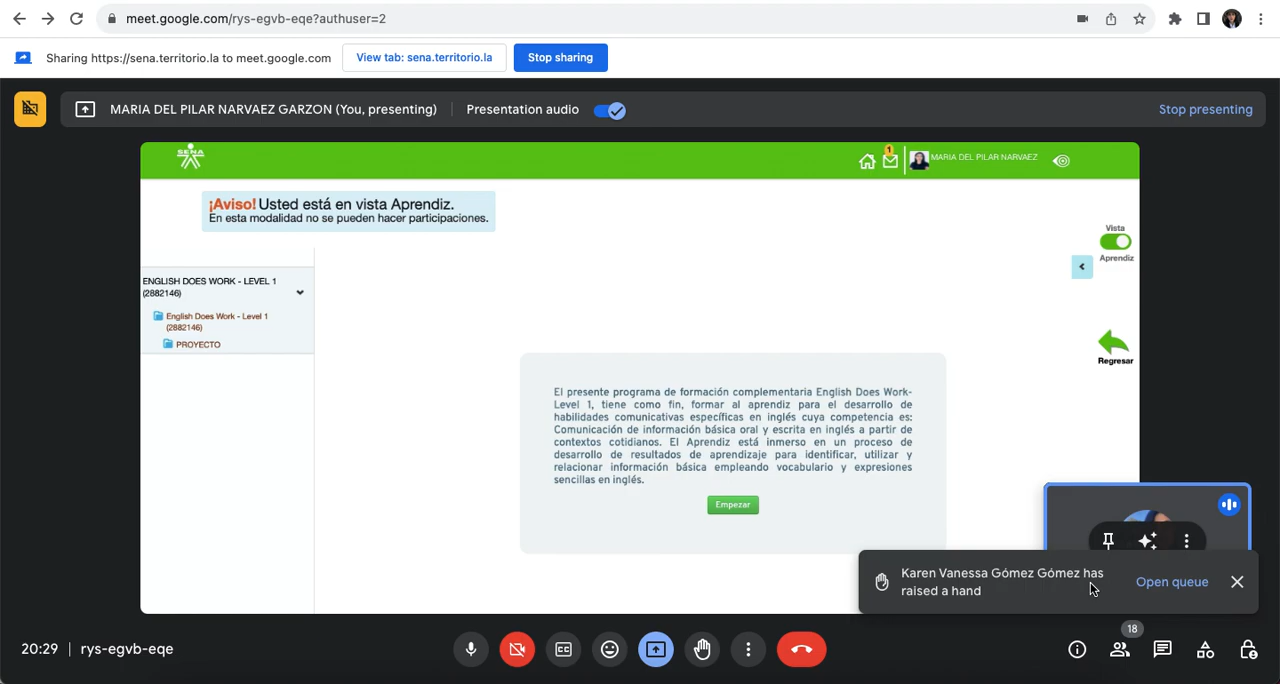 meet.google.com/rys-egvb-eqe?authuser=2
Sharing https://sena.territorio.la to meet.google.com
View tab: sena.territorio.la
Stop sharing
MARIA DEL PILAR NARVAEZ GARZON (You, presenting)
Presentation audio
Stop presenting
SENA
1
MARIA DEL PILAR NARVAEZ
¡Aviso! Usted está en vista Aprendiz.
En esta modalidad no se pueden hacer participaciones.
Vista
Aprendiz
ENGLISH DOES WORK - LEVEL 1
(2882146)
English Does Work - Level 1
(2882146)
PROYECTO
Regresar
El presente programa de formación complementaria English Does Work-
Level 1, tiene como fin, formar al aprendiz para el desarrollo de
habilidades comunicativas específicas en inglés cuya competencia es:
Comunicación de información básica oral y escrita en inglés a partir de
contextos cotidianos. El Aprendiz está inmerso en un proceso de
desarrollo de resultados de aprendizaje para identificar, utilizar y
relacionar información básica empleando vocabulario y expresiones
sencillas en inglés.
Empezar
Karen Vanessa Gómez Gómez has
raised a hand
Open queue
20:29 | rys-egvb-eqe
18